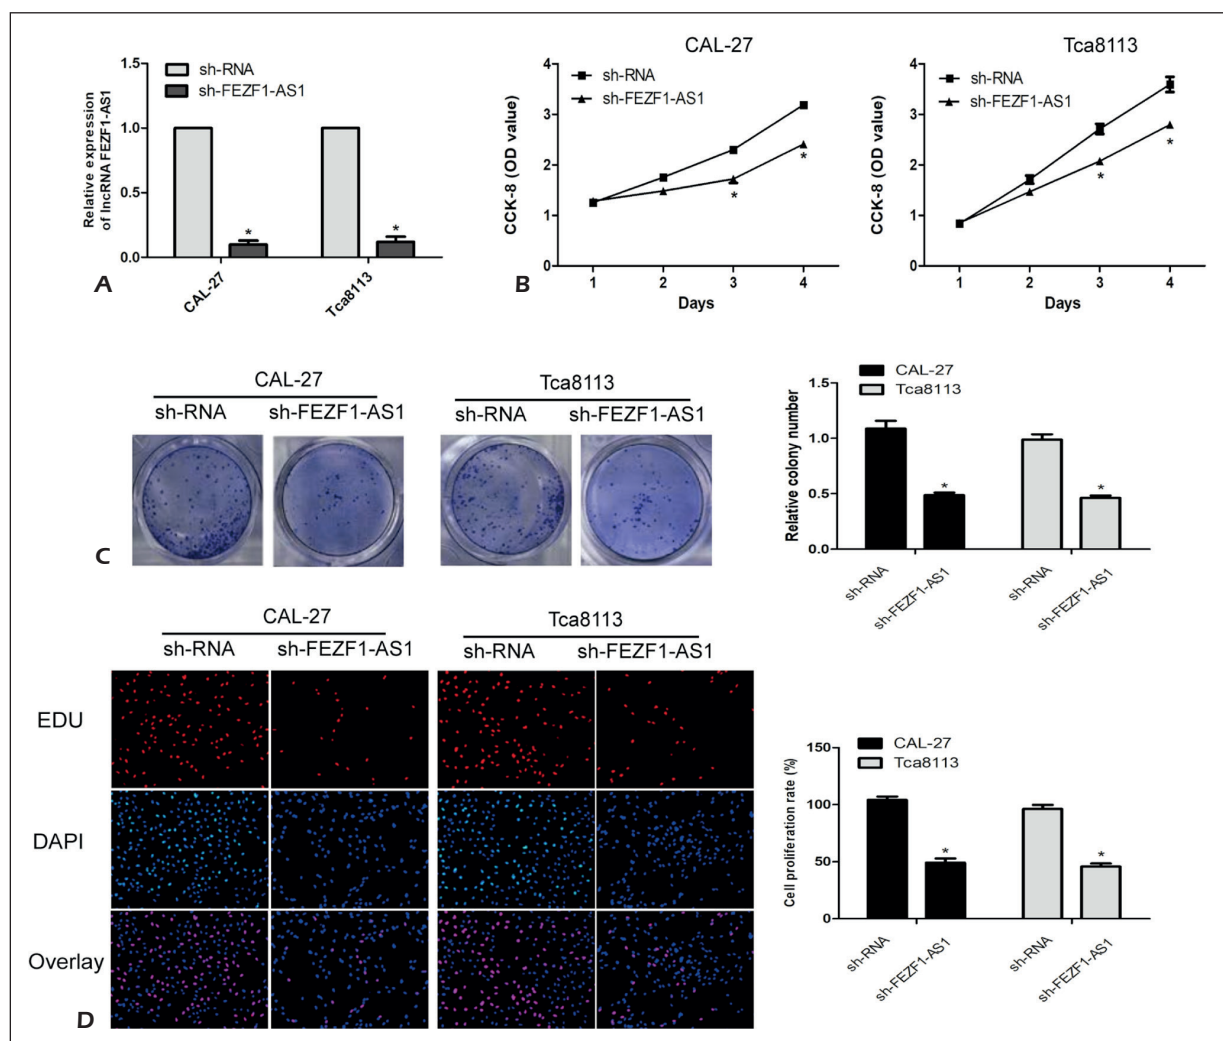 1.5
1.0
0.5
0.0
Relative expression
of lncRNA FEZF1-AS1
sh-RNA
sh-FEZF1-AS1
*
*
CAL-27
Tca8113
A
CAL-27
4
3
2
1
0
CCK-8 (OD value)
sh-RNA
sh-FEZF1-AS1
*
*
1 2 3 4
Days
B
Tca8113
4
3
2
1
0
CCK-8 (OD value)
sh-RNA
sh-FEZF1-AS1
*
*
1 2 3 4
Days
CAL-27
sh-RNA sh-FEZF1-AS1
Tca8113
sh-RNA sh-FEZF1-AS1
C
CAL-27
Tca8113
1.5
1.0
0.5
0.0
Relative colony number
*
*
sh-RNA
sh-FEZF1-AS1
sh-RNA
sh-FEZF1-AS1
CAL-27
sh-RNA sh-FEZF1-AS1
Tca8113
sh-RNA sh-FEZF1-AS1
EDU
DAPI
Overlay
D
CAL-27
Tca8113
150
100
50
0
Cell proliferation rate (%)
*
*
sh-RNA
sh-FEZF1-AS1
sh-RNA
sh-FEZF1-AS1